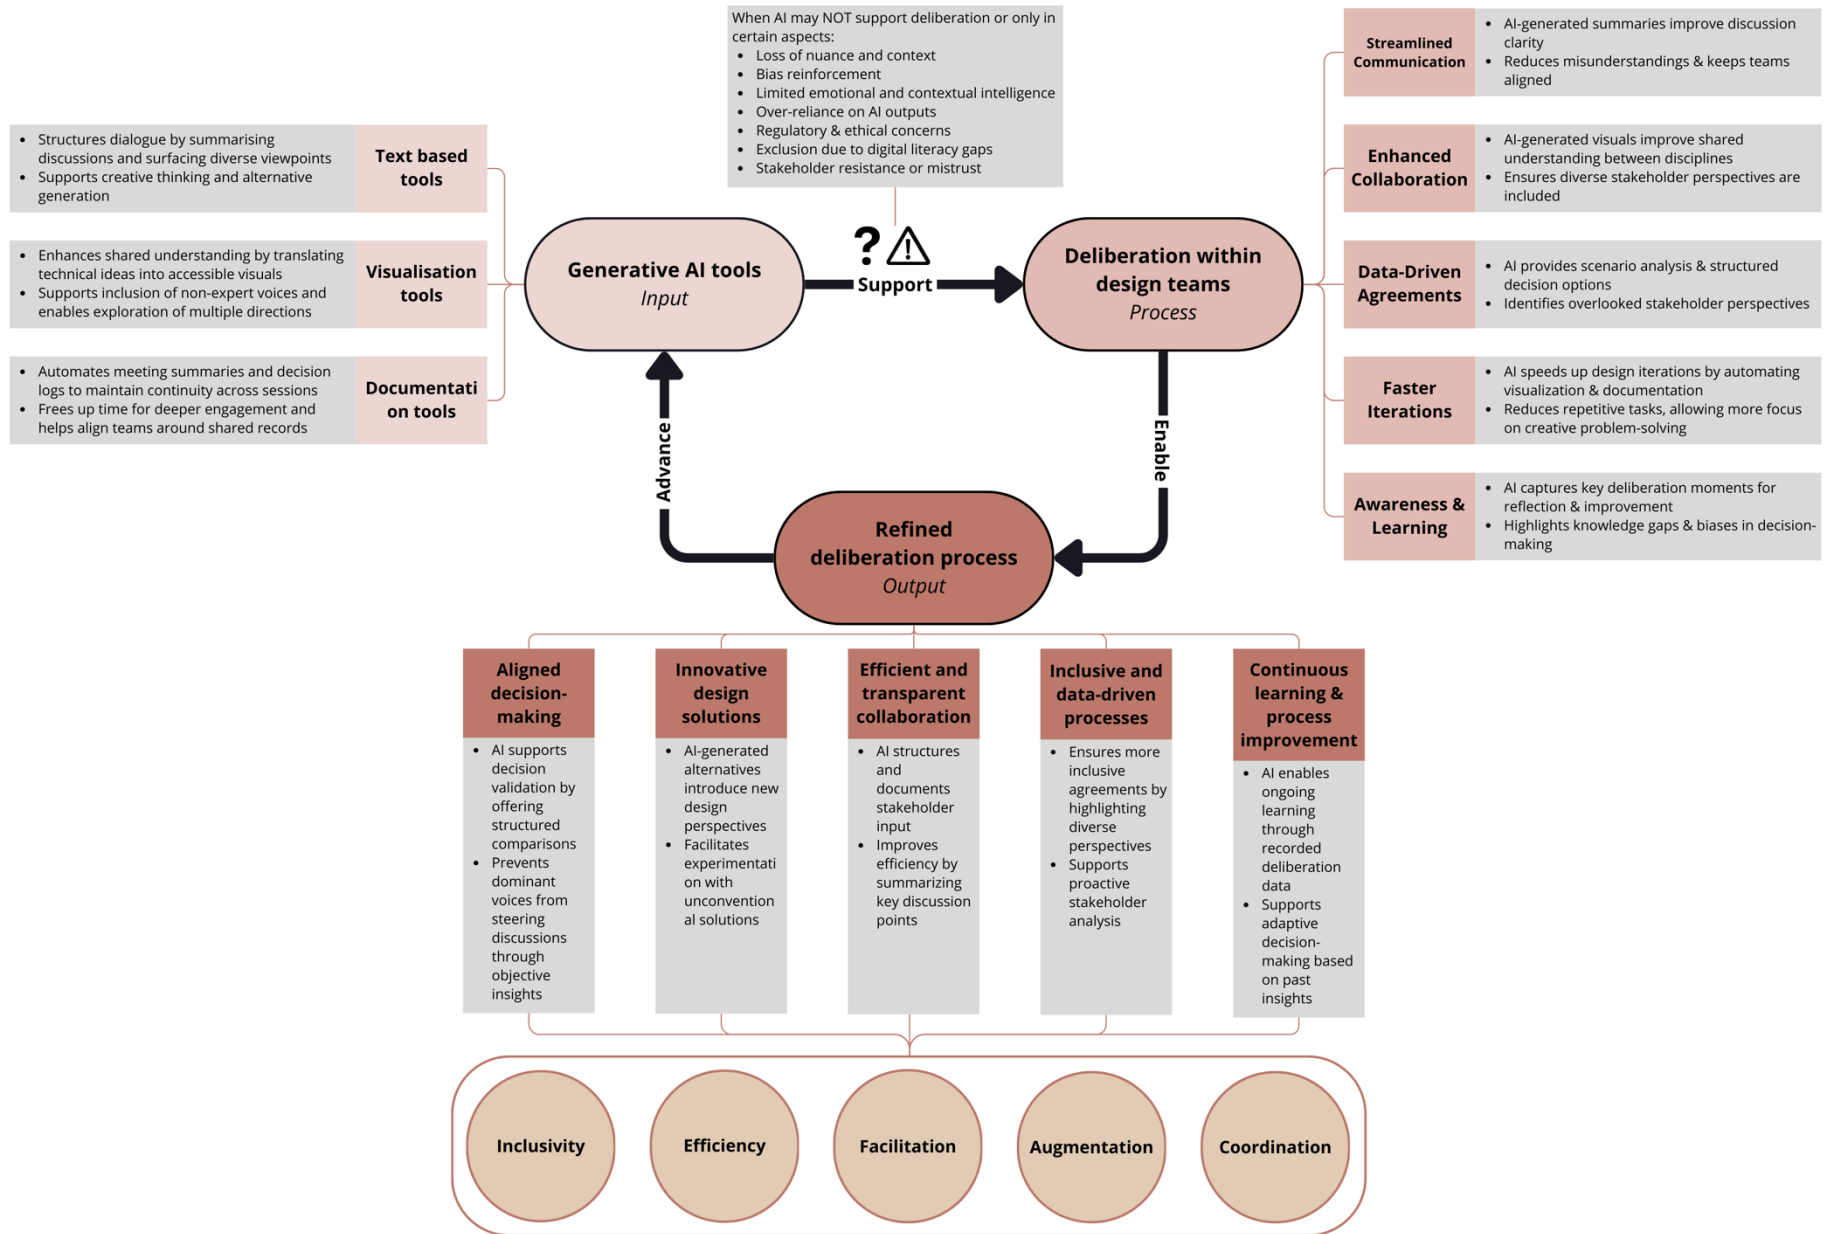 When AI may NOT support deliberation or only in
certain aspects:
• Loss of nuance and context
• Bias reinforcement
• Limited emotional and contextual intelligence
• Over-reliance on AI outputs
• Regulatory & ethical concerns
• Exclusion due to digital literacy gaps
• Stakeholder resistance or mistrust
• Structures dialogue by summarising
discussions and surfacing diverse viewpoints
• Supports creative thinking and alternative
generation
Text based
tools
• Enhances shared understanding by translating
technical ideas into accessible visuals
• Supports inclusion of non-expert voices and
enables exploration of multiple directions
Visualisation
tools
• Automates meeting summaries and decision
logs to maintain continuity across sessions
• Frees up time for deeper engagement and
helps align teams around shared records
Documentati
on tools
Generative AI tools
Input
?
!
Support
Deliberation within
design teams
Process
Streamlined
Communication
• AI-generated summaries improve discussion
clarity
• Reduces misunderstandings & keeps teams
aligned
Enhanced
Collaboration
• AI-generated visuals improve shared
understanding between disciplines
• Ensures diverse stakeholder perspectives are
included
Data-Driven
Agreements
• AI provides scenario analysis & structured
decision options
• Identifies overlooked stakeholder perspectives
Faster
Iterations
• AI speeds up design iterations by automating
visualization & documentation
• Reduces repetitive tasks, allowing more focus
on creative problem-solving
Awareness &
Learning
• AI captures key deliberation moments for
reflection & improvement
• Highlights knowledge gaps & biases in decision-
making
Enable
Advance
Refined
deliberation process
Output
Aligned
decision-
making
• AI supports
decision
validation by
offering
structured
comparisons
• Prevents
dominant
voices from
steering
discussions
through
objective
insights
Innovative
design
solutions
• AI-generated
alternatives
introduce new
design
perspectives
• Facilitates
experimentati
on with
unconvention
al solutions
Efficient and
transparent
collaboration
• AI structures
and
documents
stakeholder
input
• Improves
efficiency by
summarizing
key discussion
points
Inclusive and
data-driven
processes
• Ensures more
inclusive
agreements by
highlighting
diverse
perspectives
• Supports
proactive
stakeholder
analysis
Continuous
learning &
process
improvement
• AI enables
ongoing
learning
through
recorded
deliberation
data
• Supports
adaptive
decision-
making based
on past
insights
Inclusivity
Efficiency
Facilitation
Augmentation
Coordination